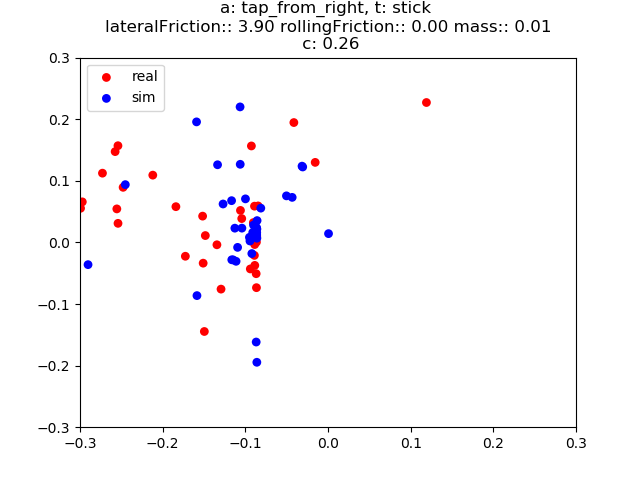 a: tap_from_right, t: stick
lateralFriction:: 3.90 rollingFriction:: 0.00 mass:: 0.01
c: 0.26
real
sim
0.3
0.2
0.1
0.0
−0.1
−0.2
−0.3
−0.3 −0.2 −0.1 0.0 0.1 0.2 0.3